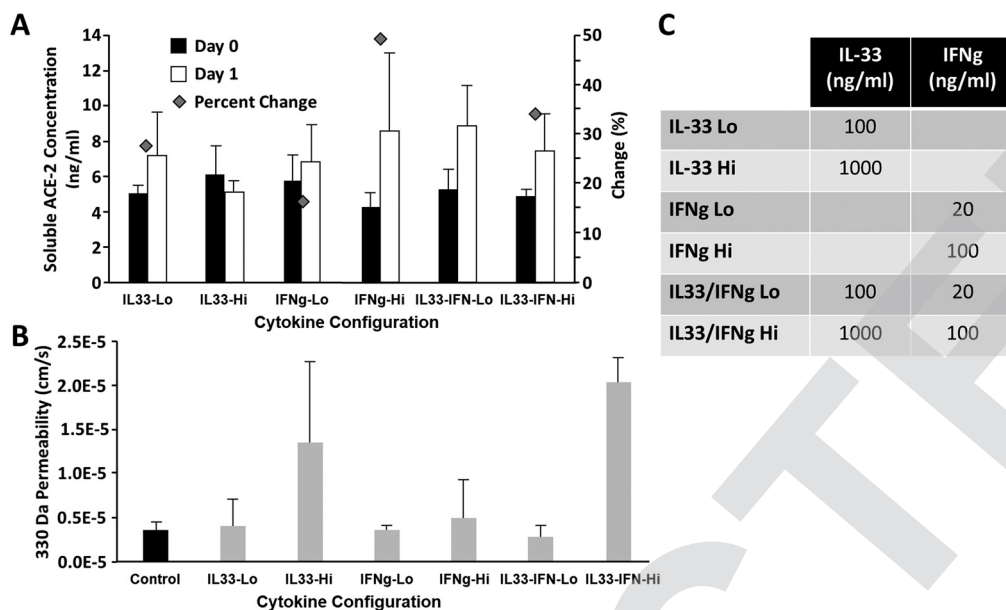 A
Soluble ACE-2 Concentration
(ng/ml)
14
12
10
8
6
4
2
0
Day 0
Day 1
Percent Change
50
40
30
20
10
0
Change (%)
IL33-Lo
IL33-Hi
IFNg-Lo
IFNg-Hi
IL33-IFN-Lo
IL33-IFN-Hi
Cytokine Configuration
B
330 Da Permeability (cm/s)
2.5E-5
2.0E-5
1.5E-5
1.0E-5
0.5E-5
0.0E-5
Control
IL33-Lo
IL33-Hi
IFNg-Lo
IFNg-Hi
IL33-IFN-Lo
IL33-IFN-Hi
Cytokine Configuration
C
IL-33 IFNg
(ng/ml) (ng/ml)
IL-33 Lo 100
IL-33 Hi 1000
IFNg Lo 20
IFNg Hi 100
IL33/IFNg Lo 100 20
IL33/IFNg Hi 1000 100